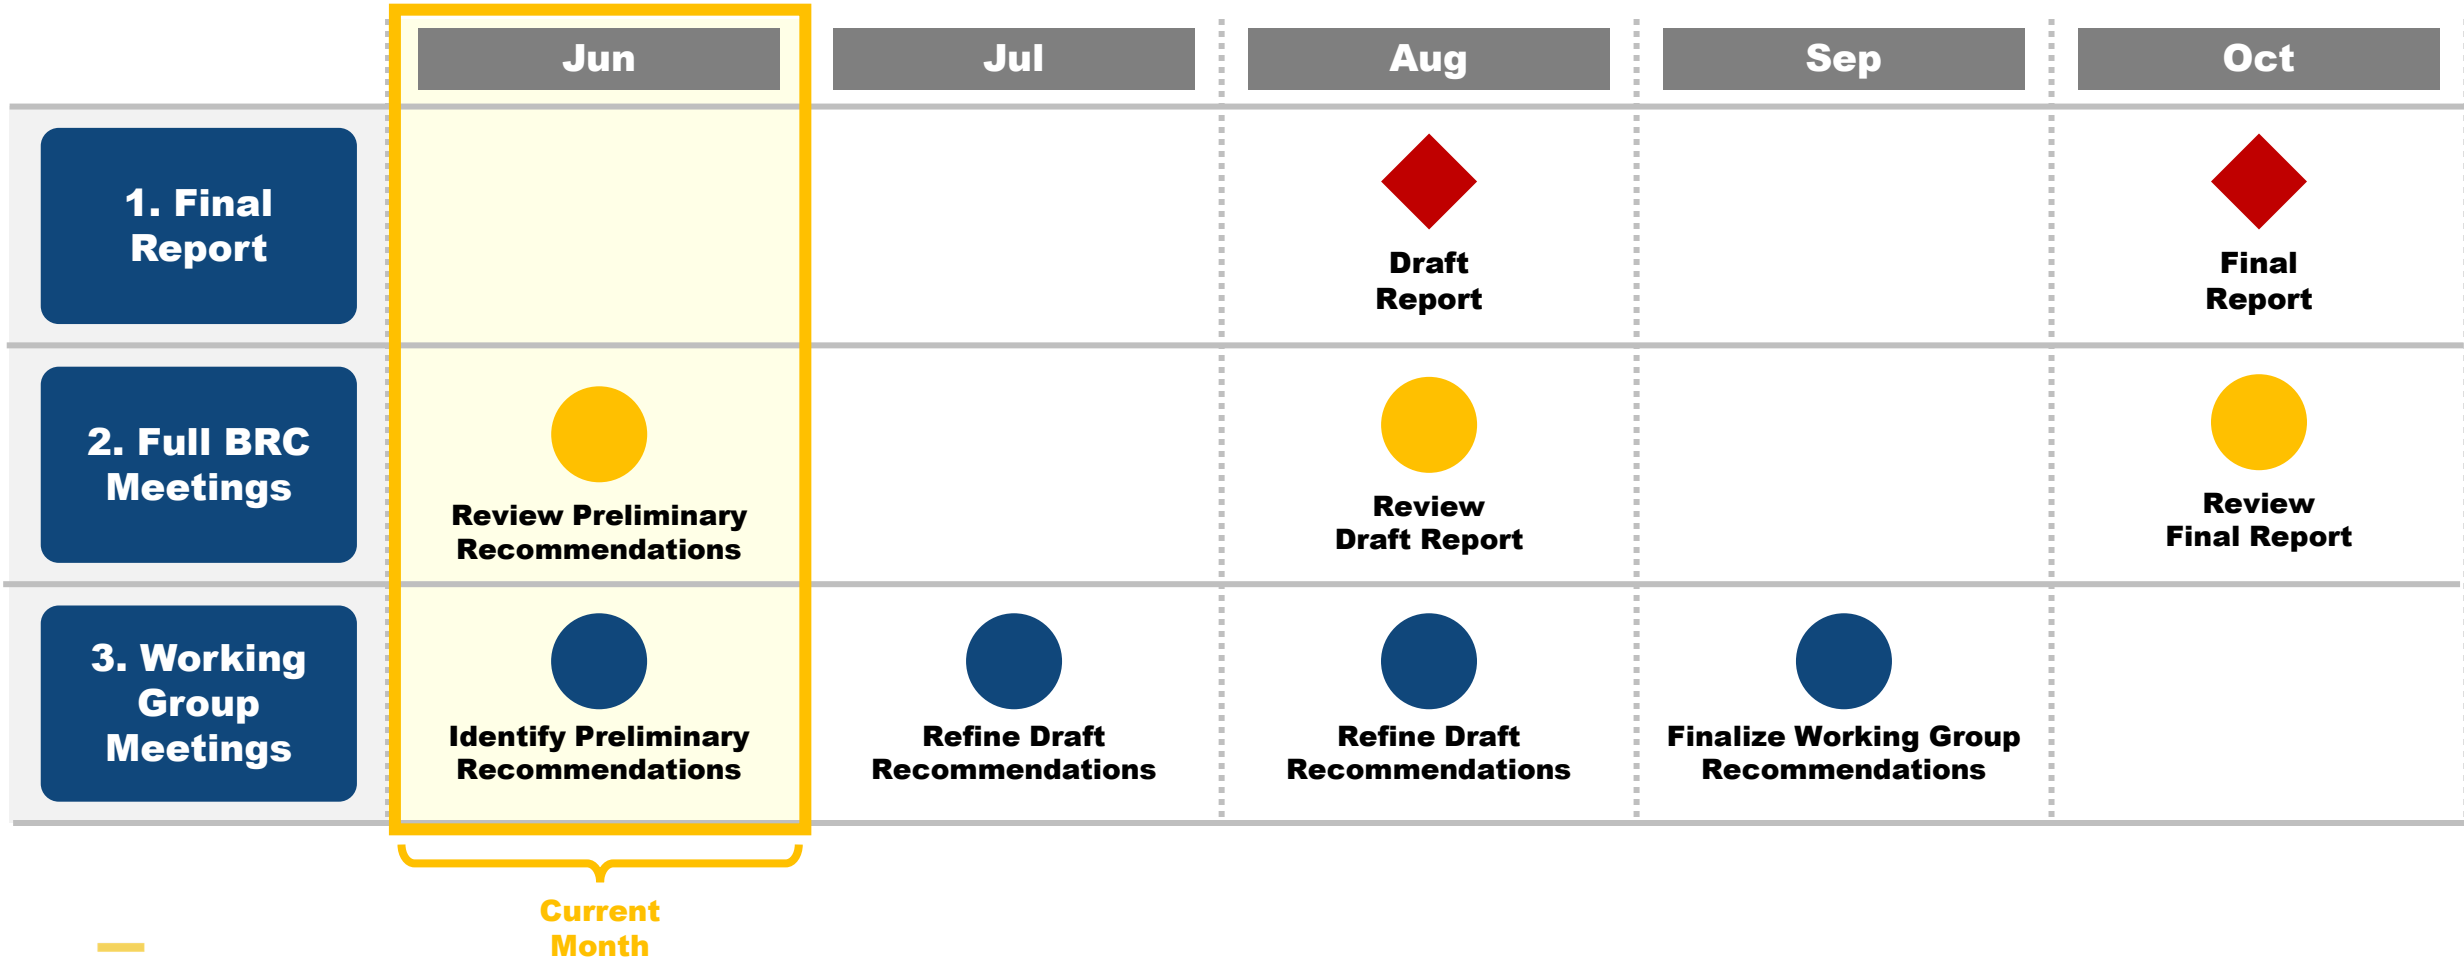 Jun
Jul
Aug
Sep
Oct
1. Final
Report
Draft
Report
Final
Report
2. Full BRC
Meetings
Review Preliminary
Recommendations
Review
Draft Report
Review
Final Report
3. Working
Group
Meetings
Identify Preliminary
Recommendations
Refine Draft
Recommendations
Refine Draft
Recommendations
Finalize Working Group
Recommendations
Current
Month